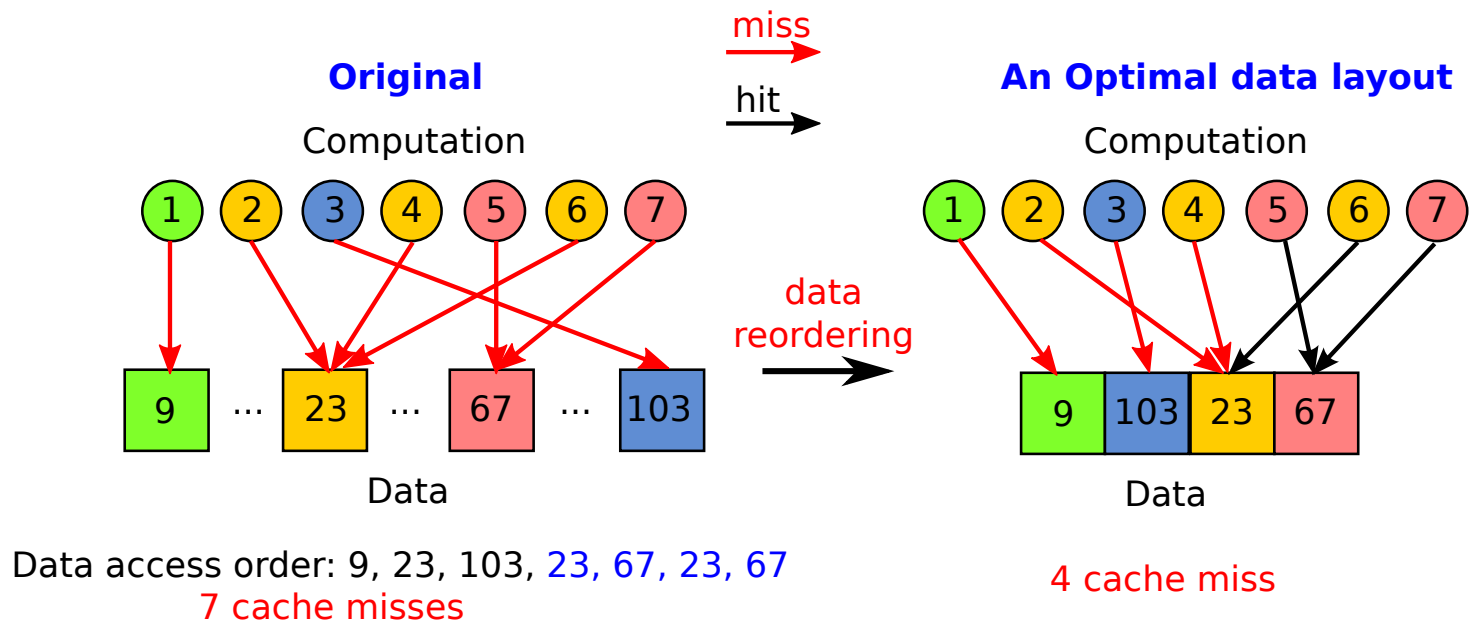 miss
Original
An Optimal data layout
hit
Computation
Computation
1 2 3 4 5 6 7
1 2 3 4 5 6 7
data
reordering
9 ... 23 ... 67 ... 103
9 103 23 67
Data
Data
Data access order: 9, 23, 103, 23, 67, 23, 67
7 cache misses
4 cache miss